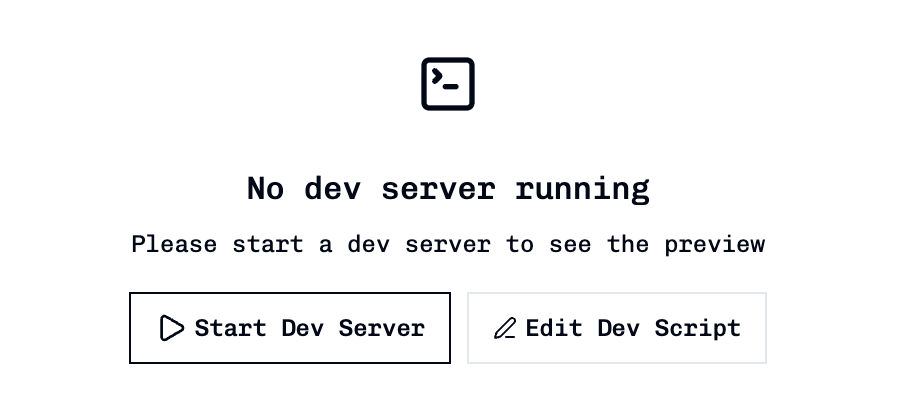 No dev server running
Please start a dev server to see the preview
Start Dev Server
Edit Dev Script